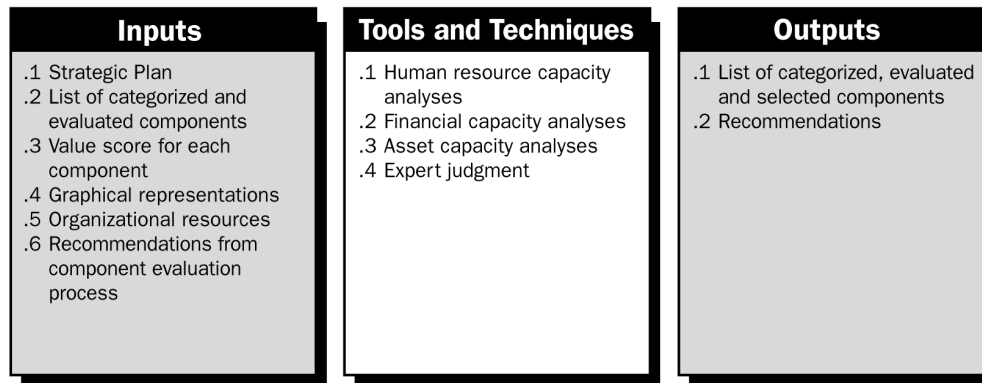 Inputs
.1 Strategic Plan
.2 List of categorized and
evaluated components
.3 Value score for each
component
.4 Graphical representations
.5 Organizational resources
.6 Recommendations from
component evaluation
process
Tools and Techniques
.1 Human resource capacity
analyses
.2 Financial capacity analyses
.3 Asset capacity analyses
.4 Expert judgment
Outputs
.1 List of categorized, evaluated
and selected components
.2 Recommendations